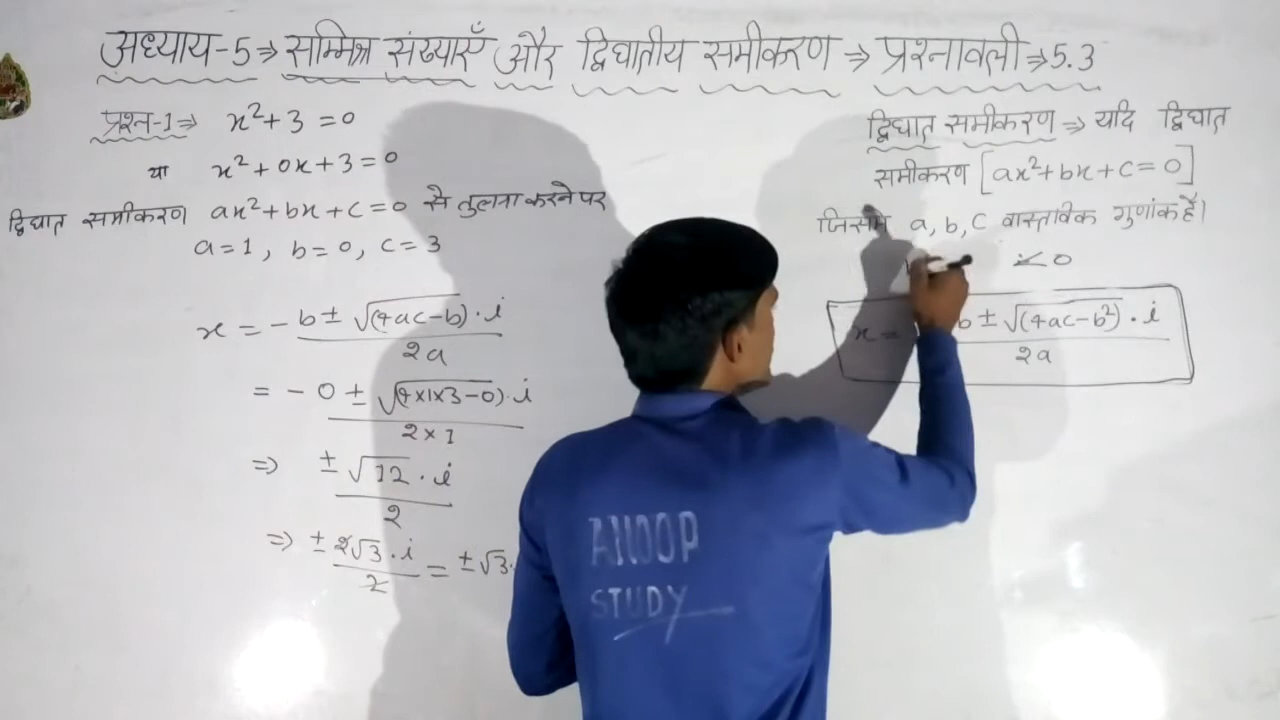 अध्याय-5⇒ सम्मिश्र संख्याएँ और द्विघातीय समीकरण ⇒ प्रश्नावली⇒5.3
प्रश्न-1⇒ x²+3=0
या x²+0x+3=0
द्विघात समीकरण ax²+bx+c=0 से तुलना करने पर
a=1, b=0, c=3
x = -b± √(4ac-b)·i
2a
= -0 ± √(4×1×3-0)·i
2×1
⇒ ±√12·i
2
⇒ ±2√3·i = ±√3·
2
द्विघात समीकरण ⇒ यदि द्विघात
समीकरण [ax²+bx+c=0]
जिसमें a, b, c वास्तविक गुणांक हैं।
<0
x= b±√(4ac-b²)·i
2a
ANOOP
STUDY